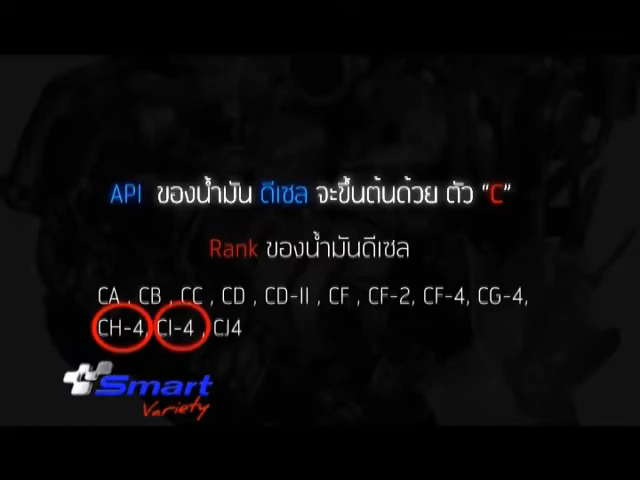 API ของน้ำมัน ดีเซล จะขึ้นต้นด้วย ตัว “C”
Rank ของน้ำมันดีเซล
CA , CB , CC , CD , CD-II , CF , CF-2, CF-4, CG-4,
CH-4, CI-4 , CJ4
Smart
Variety